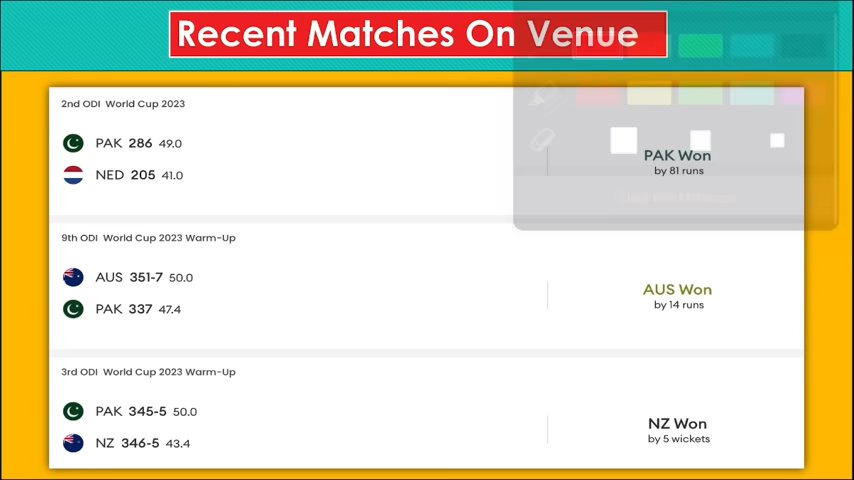 Recent Matches On Venue
2nd ODI World Cup 2023
PAK 286 49.0
NED 205 41.0
PAK Won
by 81 runs
9th ODI World Cup 2023 Warm-Up
AUS 351-7 50.0
PAK 337 47.4
AUS Won
by 14 runs
3rd ODI World Cup 2023 Warm-Up
PAK 345-5 50.0
NZ 346-5 43.4
NZ Won
by 5 wickets